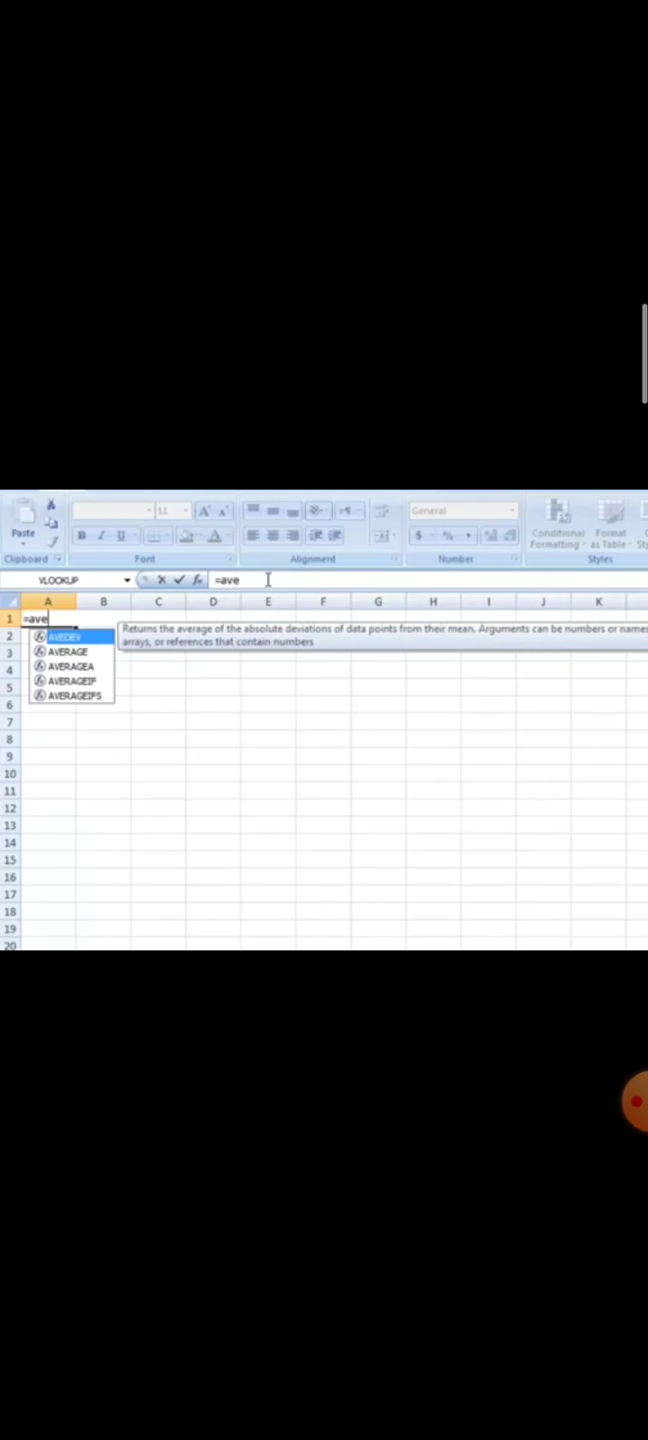 11
General
Paste
B I U
$ % ,
Conditional Formatting
Format as Table
Clipboard
Font
Alignment
Number
Styles
VLOOKUP
=ave
A B C D E F G H I J K
1 =ave
Returns the average of the absolute deviations of data points from their mean. Arguments can be numbers or names
arrays, or references that contain numbers
2
AVEDEV
3
AVERAGE
4
AVERAGEA
5
AVERAGEIF
6
AVERAGEIFS
7
8
9
10
11
12
13
14
15
16
17
18
19
20